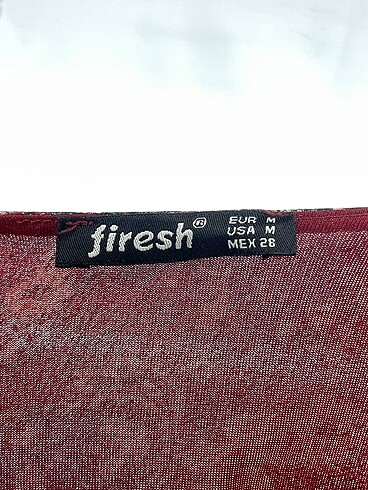 firesh®
EUR M
USA M
MEX 28